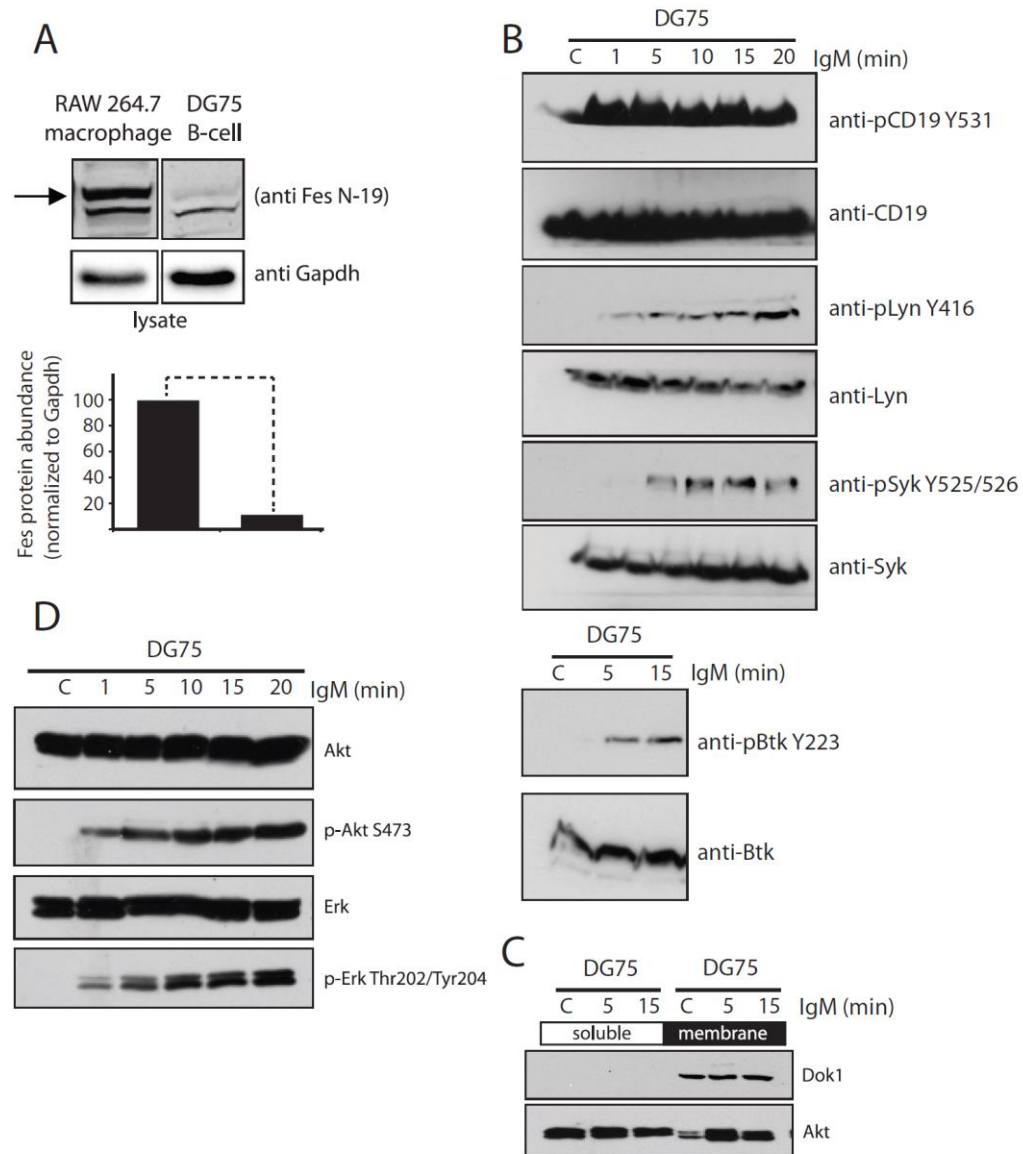 A
RAW 264.7 DG75
macrophage B-cell
(anti Fes N-19)
anti Gapdh
lysate
Fes protein abundance
(normalized to Gapdh)
100
80
60
40
20
B
DG75
C 1 5 10 15 20 IgM (min)
anti-pCD19 Y531
anti-CD19
anti-pLyn Y416
anti-Lyn
anti-pSyk Y525/526
anti-Syk
DG75
C 5 15 IgM (min)
anti-pBtk Y223
anti-Btk
D
DG75
C 1 5 10 15 20 IgM (min)
Akt
p-Akt S473
Erk
p-Erk Thr202/Tyr204
C
DG75 DG75
C 5 15 C 5 15 IgM (min)
soluble membrane
Dok1
Akt